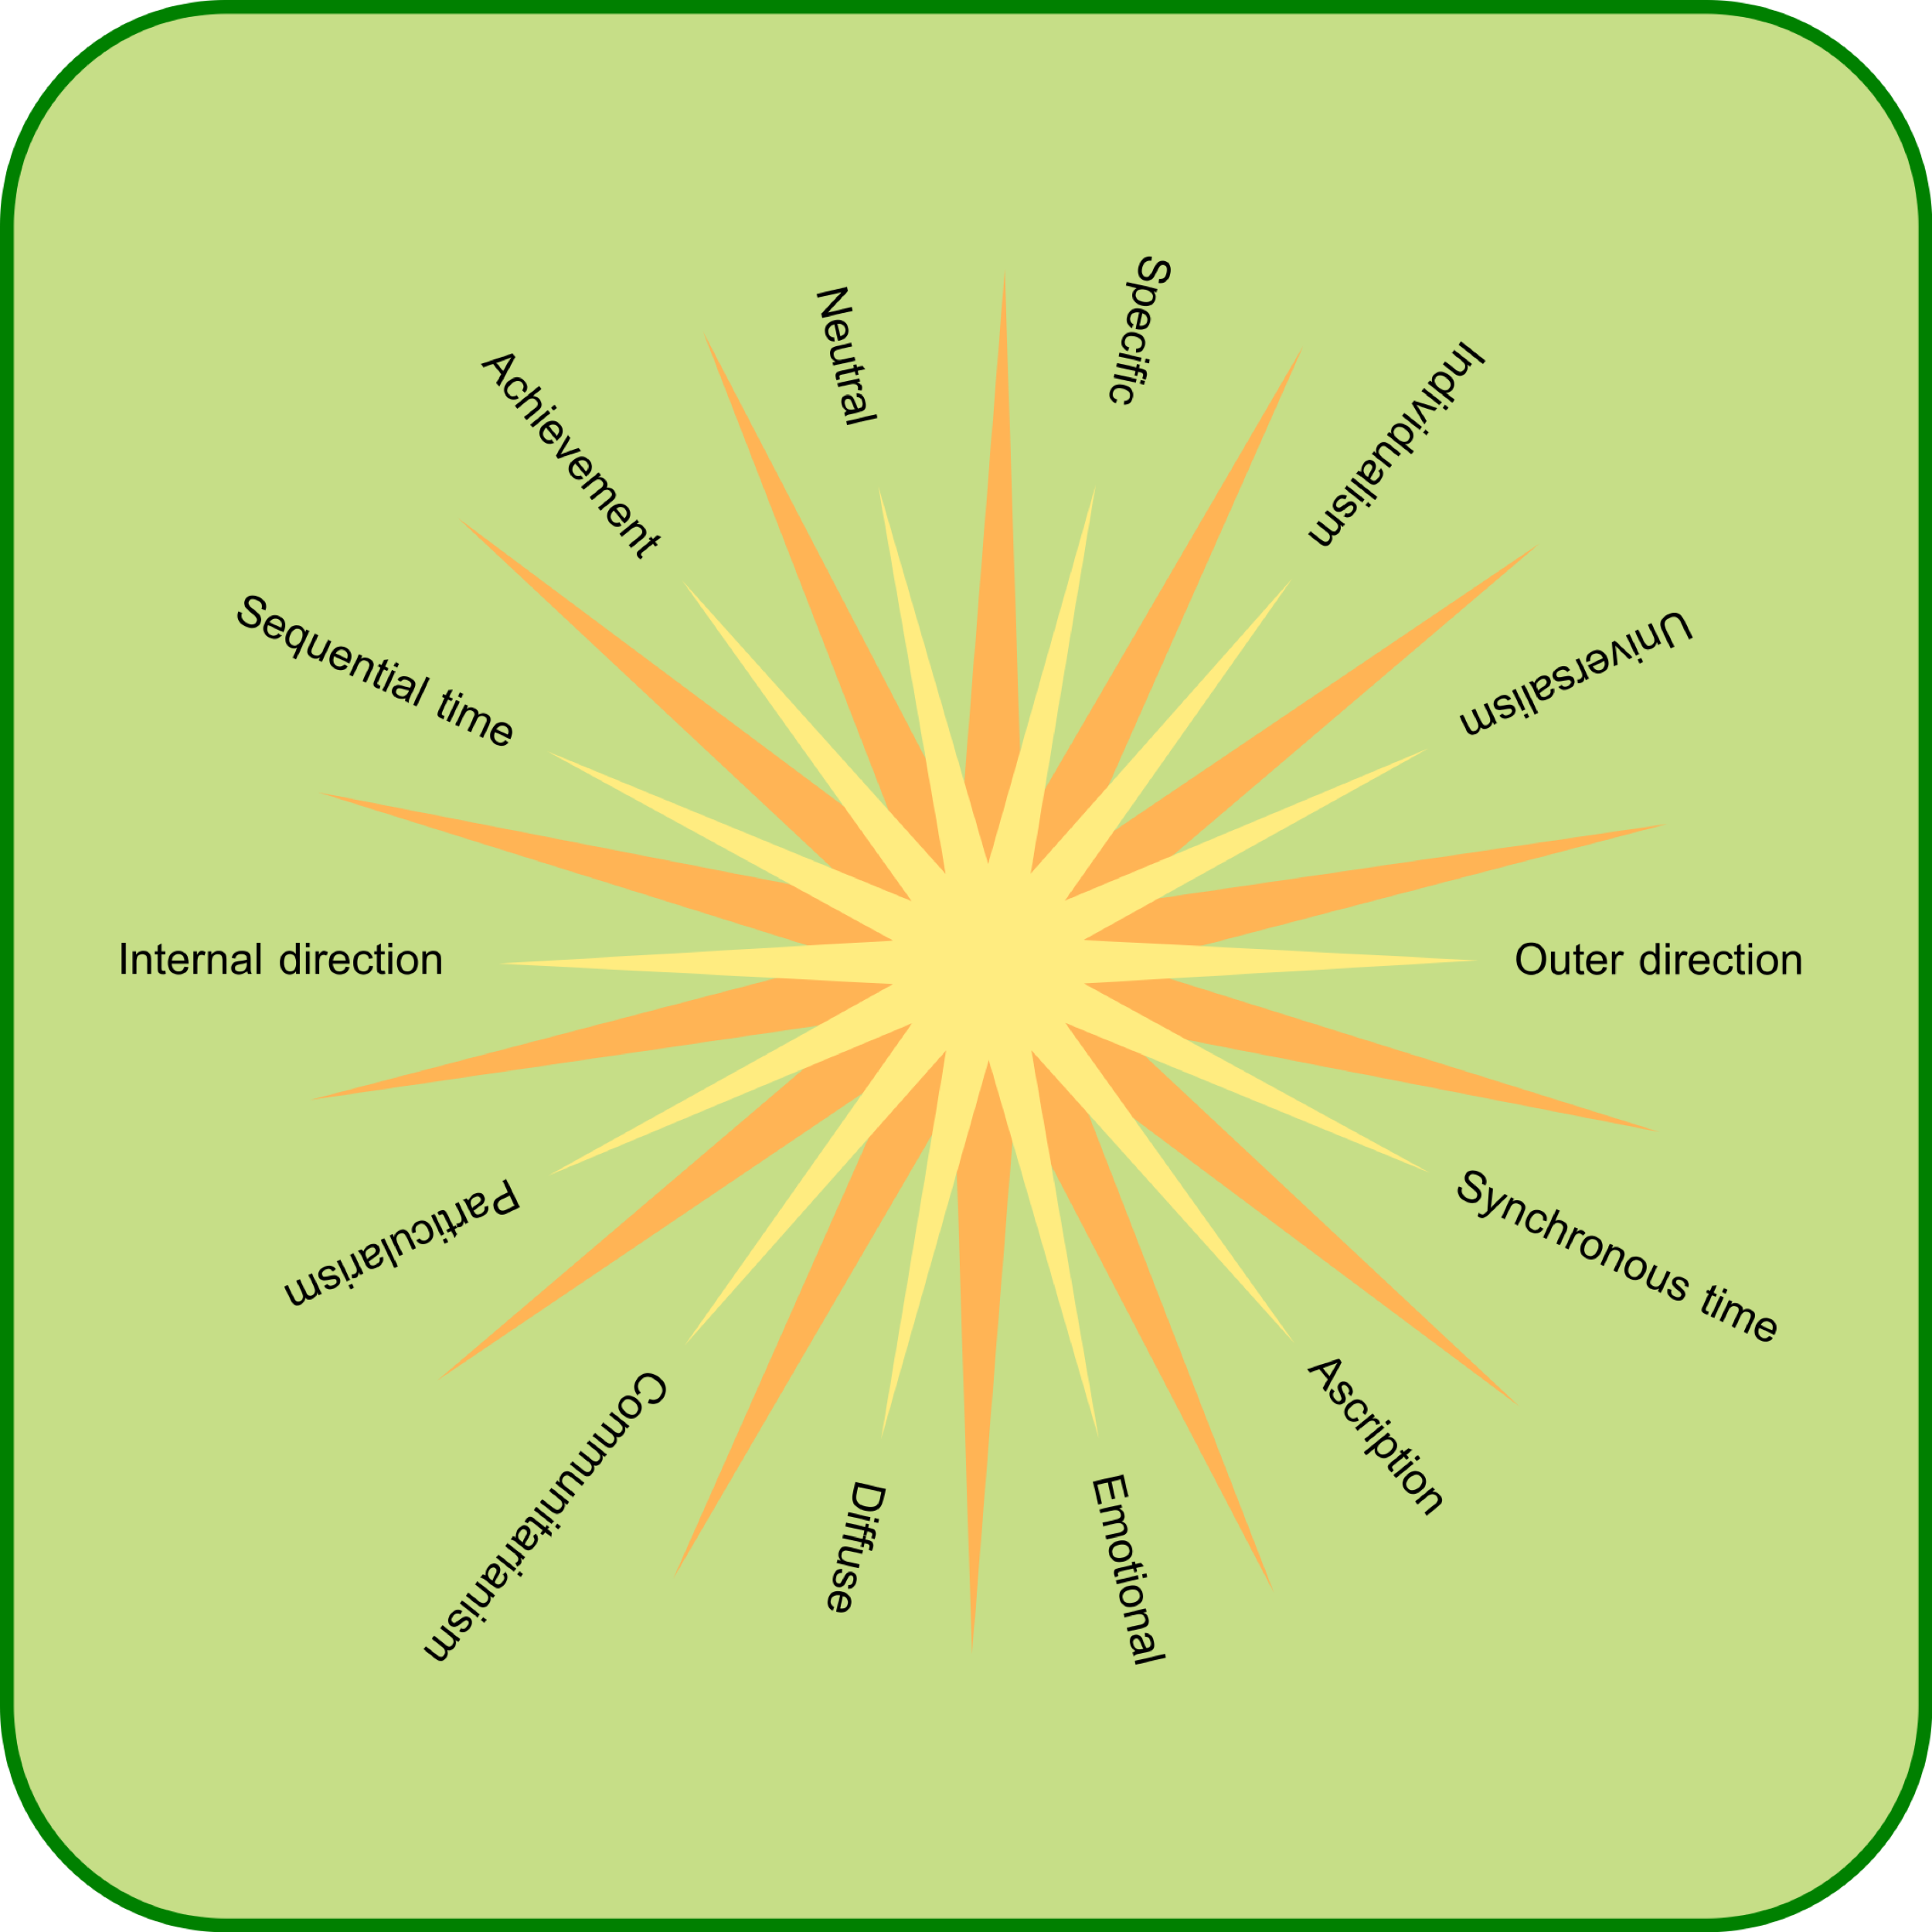 Specific
Neutral
Individualism
Achievement
Sequential time
Universalism
Internal direction
Outer direction
Synchronous time
Particularism
Ascription
Communitarianism
Emotional
Diffuse